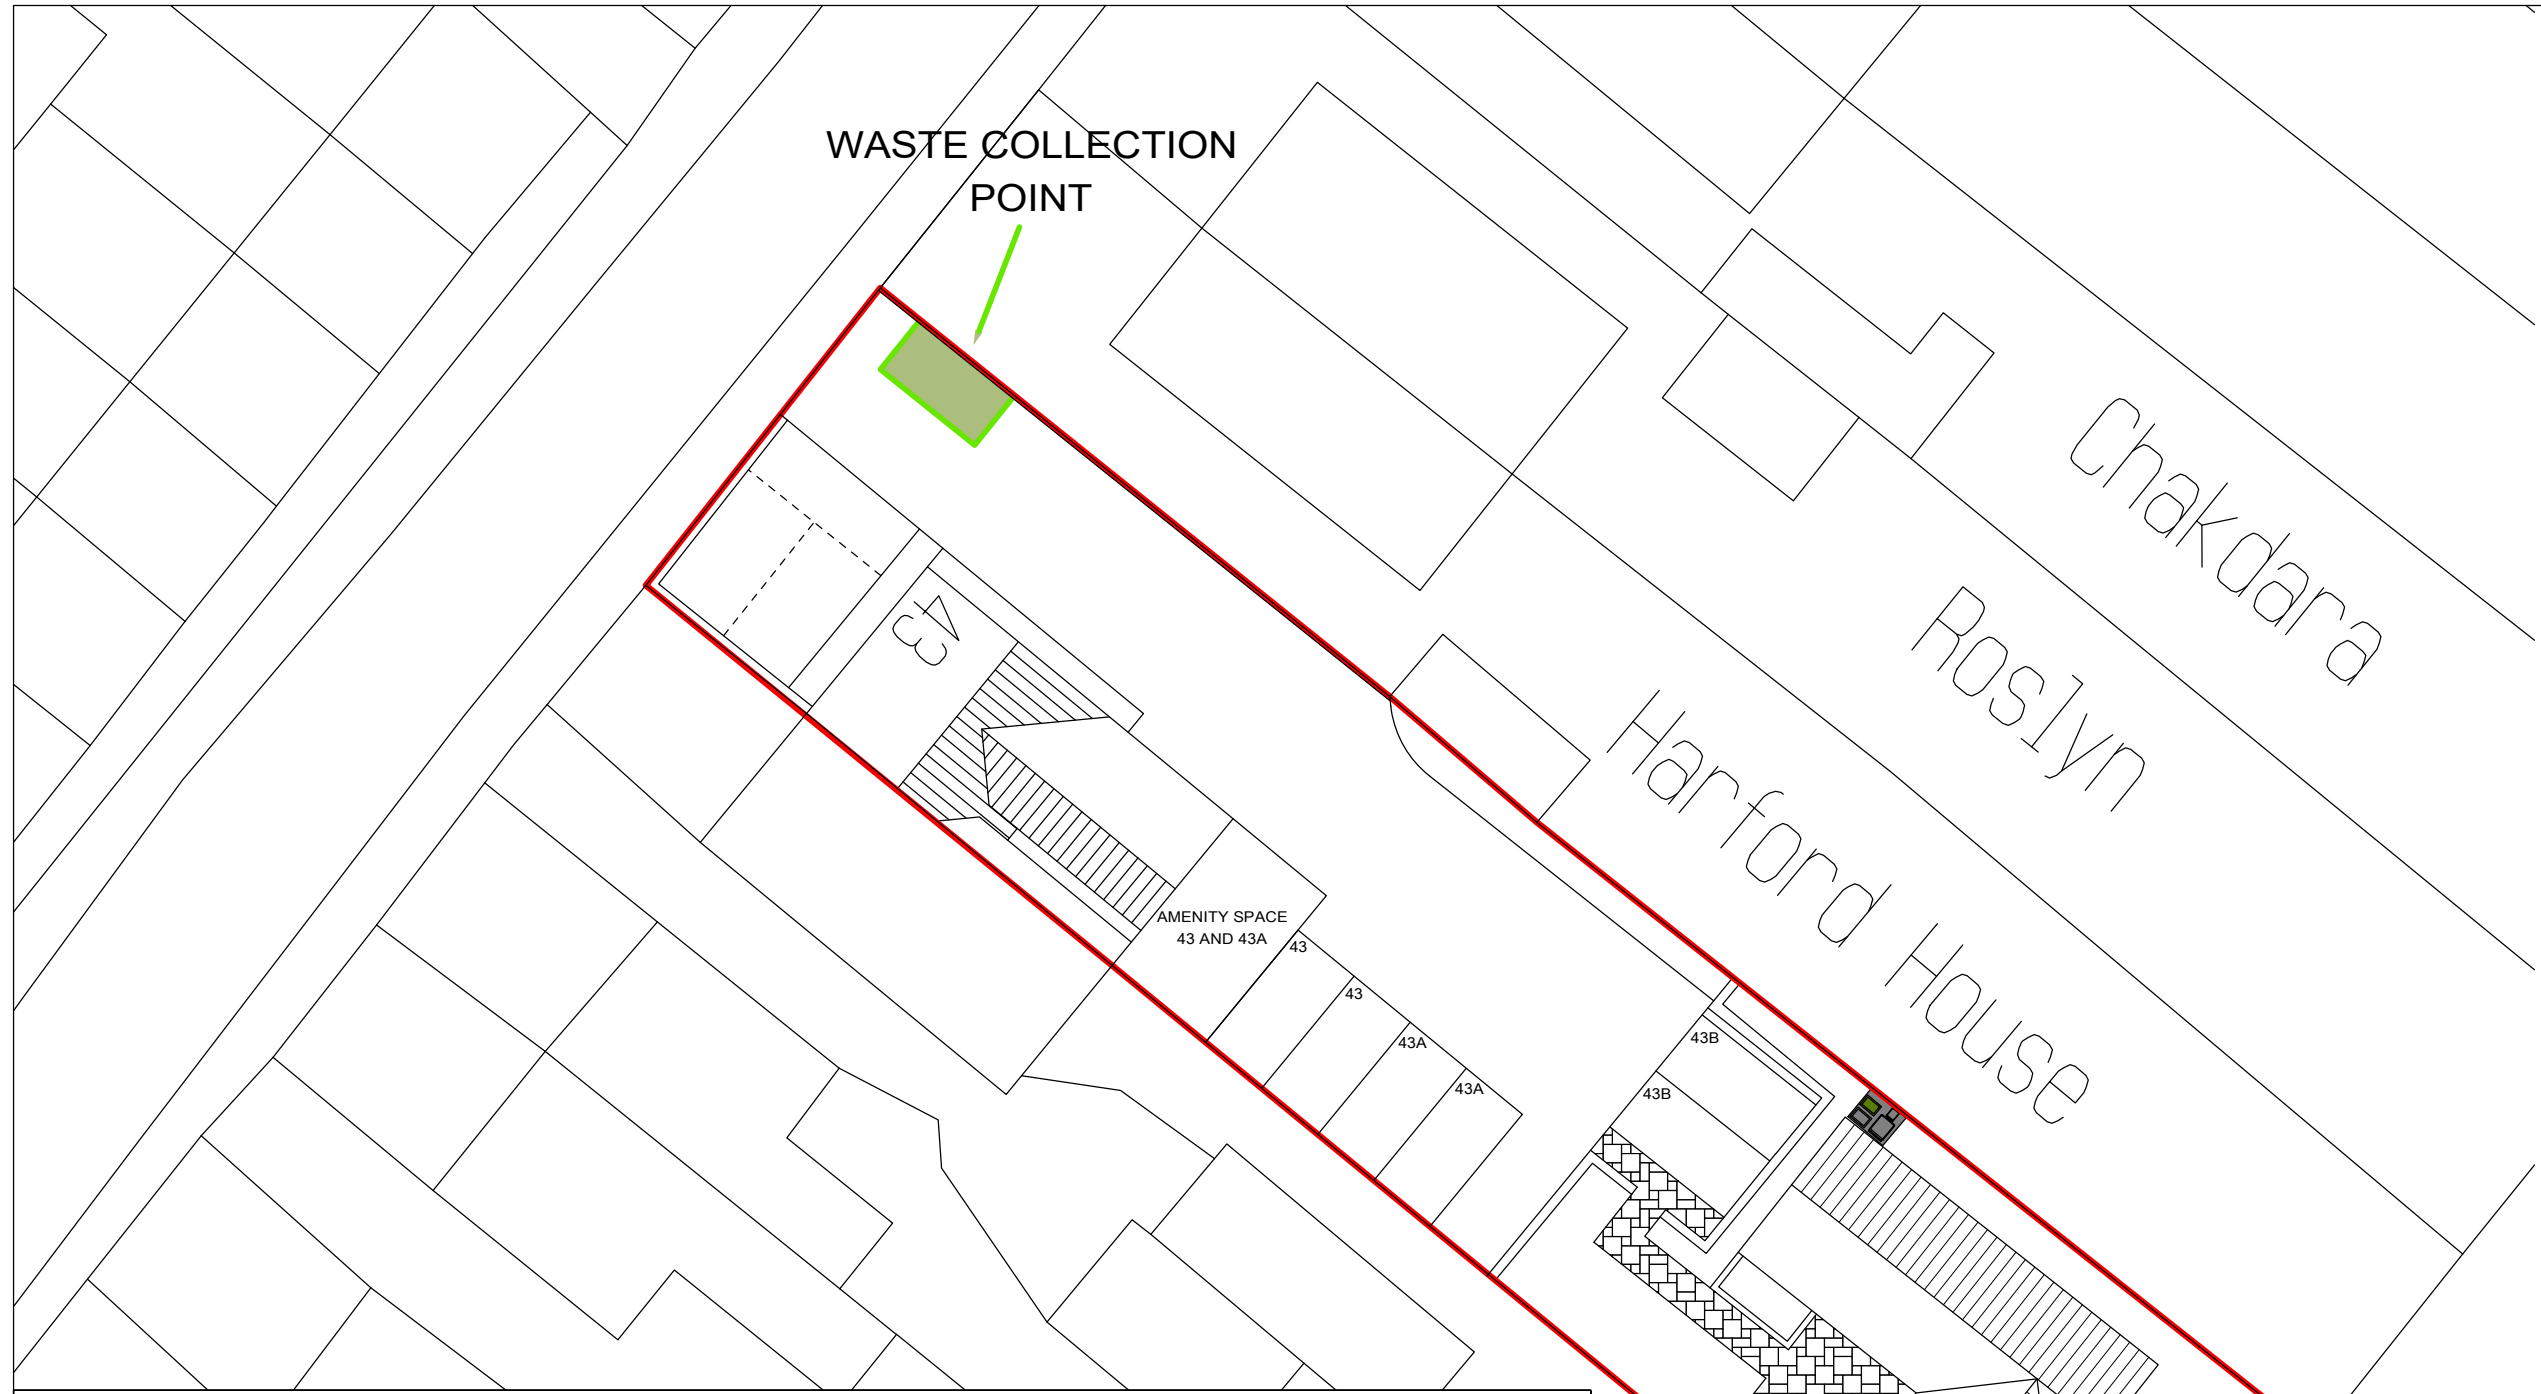 WASTE COLLECTION
POINT
Chakdara
Roslyn
Harford House
43
AMENITY SPACE
43 AND 43A
43
43
43A
43A
43B
43B